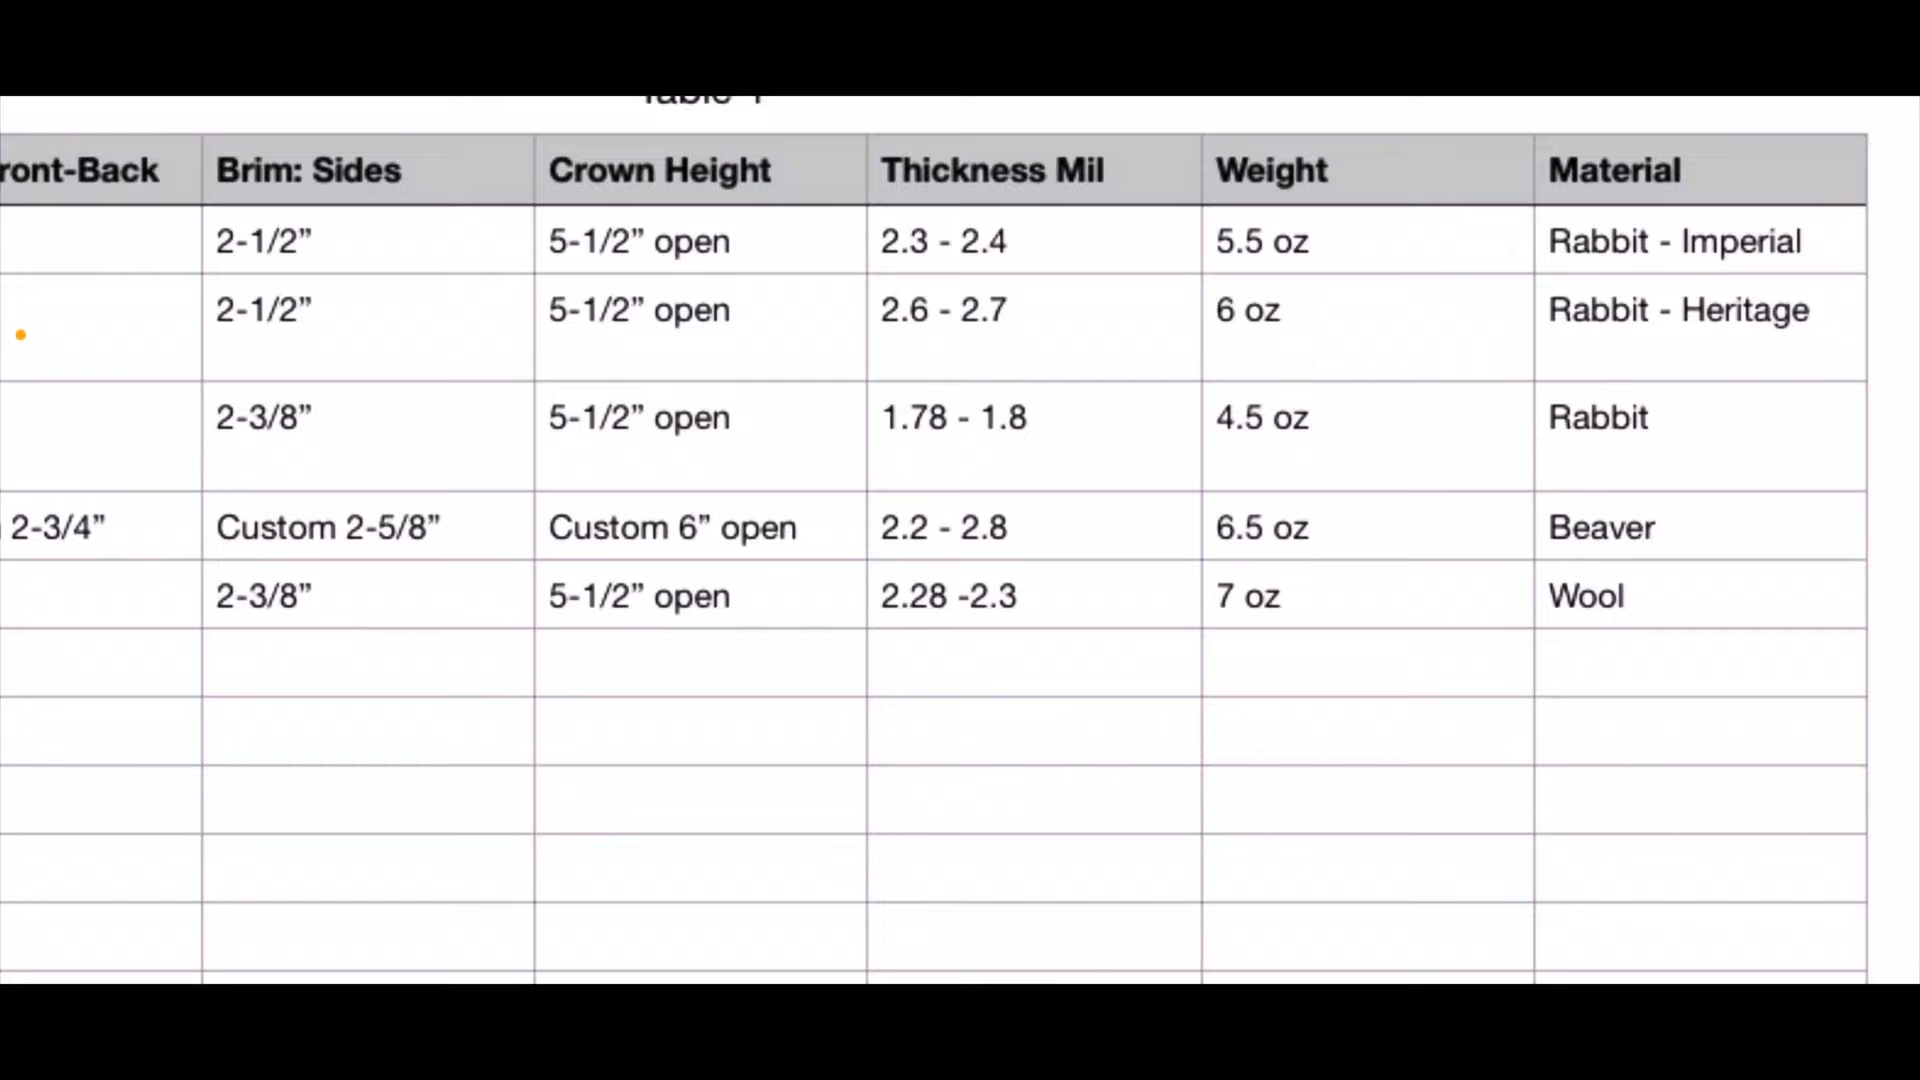 Table 1
ront-Back Brim: Sides Crown Height Thickness Mil Weight Material
2-1/2” 5-1/2” open 2.3 - 2.4 5.5 oz Rabbit - Imperial
2-1/2” 5-1/2” open 2.6 - 2.7 6 oz Rabbit - Heritage
2-3/8” 5-1/2” open 1.78 - 1.8 4.5 oz Rabbit
2-3/4” Custom 2-5/8” Custom 6” open 2.2 - 2.8 6.5 oz Beaver
2-3/8” 5-1/2” open 2.28 -2.3 7 oz Wool